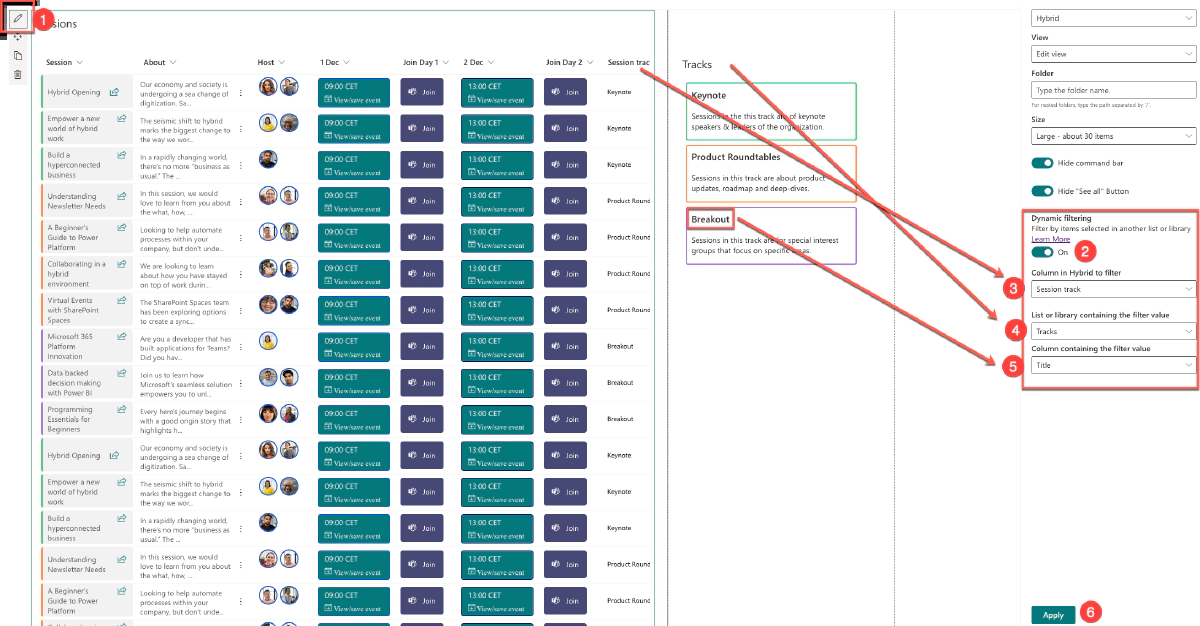 1
sions
Session About Host 1 Dec Join Day 1 2 Dec Join Day 2 Session trac
Hybrid Opening
Our economy and society is
undergoing a sea change of
digitization. Sa...
09:00 CET
View/save event
Join
13:00 CET
View/save event
Join
Keynote
Empower a new
world of hybrid
work
The seismic shift to hybrid
marks the biggest change to
the way we wor...
09:00 CET
View/save event
Join
13:00 CET
View/save event
Join
Keynote
Build a
hyperconnected
business
In a rapidly changing world,
there's no more "business as
usual." The ...
09:00 CET
View/save event
Join
13:00 CET
View/save event
Join
Keynote
Understanding
Newsletter Needs
In this session, we would
love to learn from you about
the what, how, ...
09:00 CET
View/save event
Join
13:00 CET
View/save event
Join
Product Round
A Beginner's
Guide to Power
Platform
Looking to help automate
processes within your
company, but don't unde...
09:00 CET
View/save event
Join
13:00 CET
View/save event
Join
Product Round
Collaborating in a
hybrid
environment
We are looking to learn
about how you have stayed
on top of work durin...
09:00 CET
View/save event
Join
13:00 CET
View/save event
Join
Product Round
Virtual Events
with SharePoint
Spaces
The SharePoint Spaces team
has been exploring options
to create a sync...
09:00 CET
View/save event
Join
13:00 CET
View/save event
Join
Product Round
Microsoft 365
Platform
Innovation
Are you a developer that has
built applications for Teams?
Did you hav...
09:00 CET
View/save event
Join
13:00 CET
View/save event
Join
Breakout
Data backed
decision making
with Power BI
Join us to learn how
Microsoft's seamless solution
empowers you to unl...
09:00 CET
View/save event
Join
13:00 CET
View/save event
Join
Breakout
Programming
Essentials for
Beginners
Every hero's journey begins
with a good origin story that
highlights h...
09:00 CET
View/save event
Join
13:00 CET
View/save event
Join
Breakout
Hybrid Opening
Our economy and society is
undergoing a sea change of
digitization. Sa...
09:00 CET
View/save event
Join
13:00 CET
View/save event
Join
Keynote
Empower a new
world of hybrid
work
The seismic shift to hybrid
marks the biggest change to
the way we wor...
09:00 CET
View/save event
Join
13:00 CET
View/save event
Join
Keynote
Build a
hyperconnected
business
In a rapidly changing world,
there's no more "business as
usual." The ...
09:00 CET
View/save event
Join
13:00 CET
View/save event
Join
Keynote
Understanding
Newsletter Needs
In this session, we would
love to learn from you about
the what, how, ...
09:00 CET
View/save event
Join
13:00 CET
View/save event
Join
Product Round
A Beginner's
Guide to Power
Platform
Looking to help automate
processes within your
company, but don't unde...
09:00 CET
View/save event
Join
13:00 CET
View/save event
Join
Product Round
Tracks
Keynote
Sessions in the this track are of keynote
speakers & leaders of the organization.
Product Roundtables
Sessions in this track are about product
updates, roadmap and deep-dives.
Breakout
Sessions in this track are for special interest
groups that focus on specific areas.
Hybrid
View
Edit view
Folder
Type the folder name.
For nested folders, type the path separated by '/'.
Size
Large - about 30 items
Hide command bar
Hide "See all" Button
Dynamic filtering
Filter by items selected in another list or library
Learn More
On 2
Column in Hybrid to filter
3 Session track
List or library containing the filter value
4 Tracks
Column containing the filter value
5 Title
Apply 6